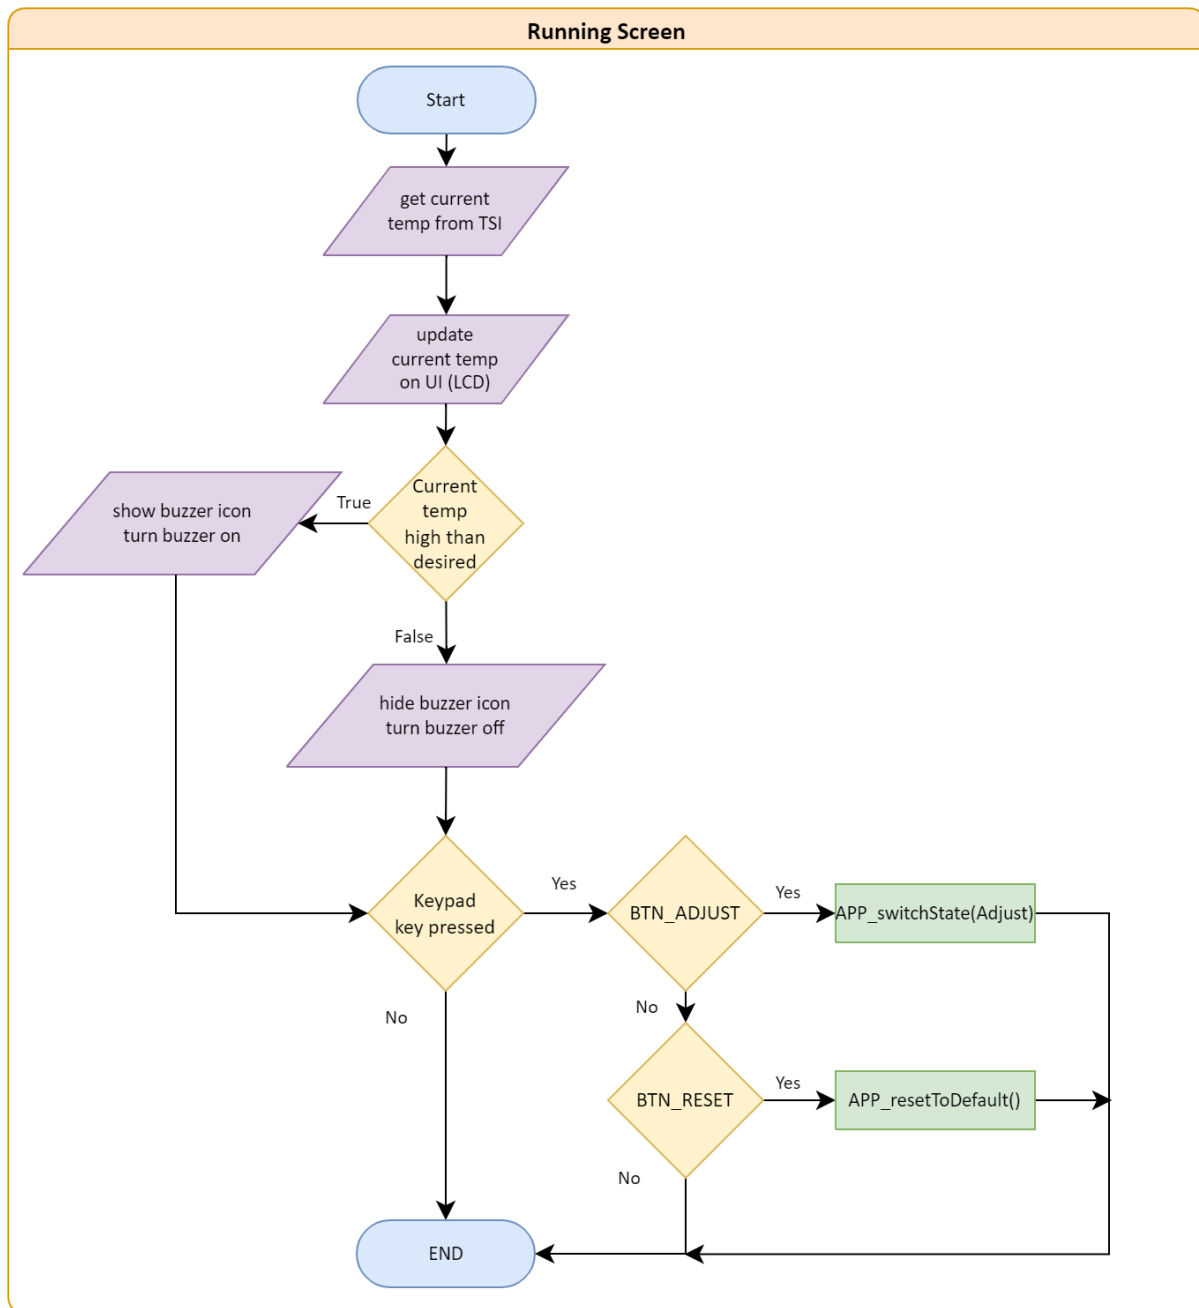 Running Screen
Start
get current
temp from TSI
update
current temp
on UI (LCD)
Current
temp
high than
desired
True
show buzzer icon
turn buzzer on
False
hide buzzer icon
turn buzzer off
Keypad
key pressed
Yes
BTN_ADJUST
Yes
APP_switchState(Adjust)
No
No
BTN_RESET
Yes
APP_resetToDefault()
No
END